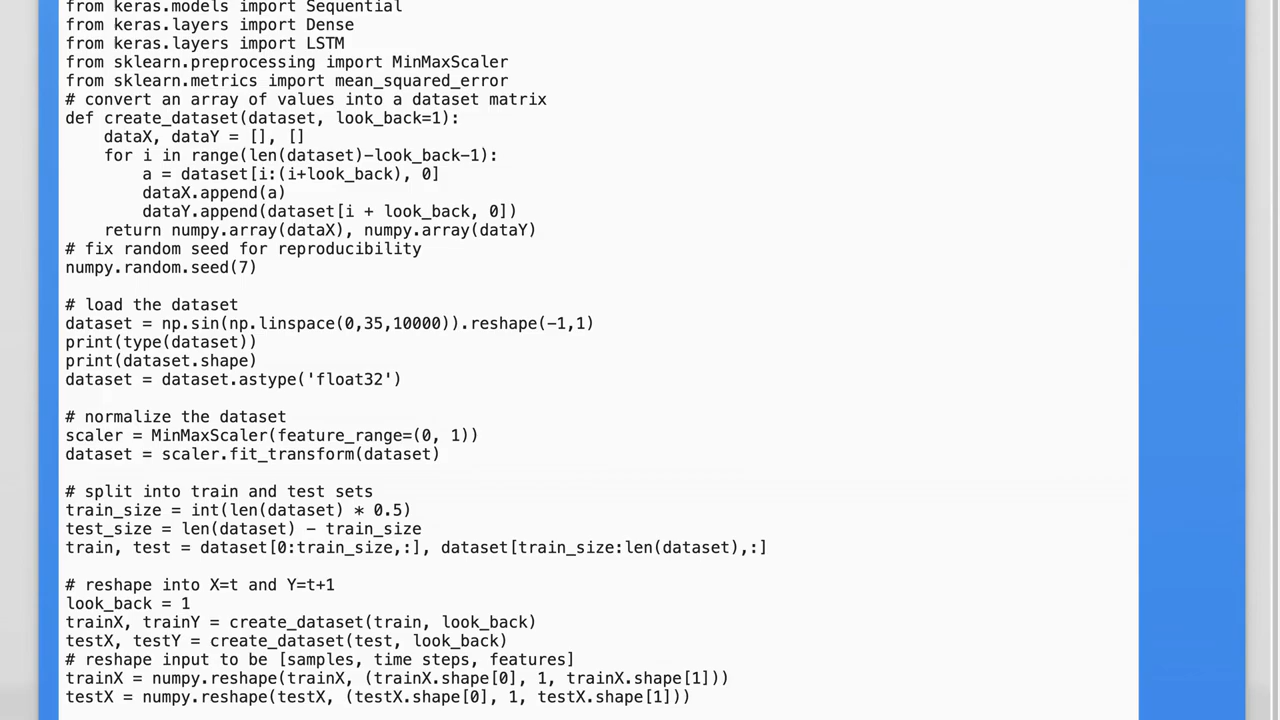 from keras.models import Sequential
from keras.layers import Dense
from keras.layers import LSTM
from sklearn.preprocessing import MinMaxScaler
from sklearn.metrics import mean_squared_error
# convert an array of values into a dataset matrix
def create_dataset(dataset, look_back=1):
    dataX, dataY = [], []
    for i in range(len(dataset)-look_back-1):
        a = dataset[i:(i+look_back), 0]
        dataX.append(a)
        dataY.append(dataset[i + look_back, 0])
    return numpy.array(dataX), numpy.array(dataY)
# fix random seed for reproducibility
numpy.random.seed(7)

# load the dataset
dataset = np.sin(np.linspace(0,35,10000)).reshape(-1,1)
print(type(dataset))
print(dataset.shape)
dataset = dataset.astype('float32')

# normalize the dataset
scaler = MinMaxScaler(feature_range=(0, 1))
dataset = scaler.fit_transform(dataset)

# split into train and test sets
train_size = int(len(dataset) * 0.5)
test_size = len(dataset) - train_size
train, test = dataset[0:train_size,:], dataset[train_size:len(dataset),:]

# reshape into X=t and Y=t+1
look_back = 1
trainX, trainY = create_dataset(train, look_back)
testX, testY = create_dataset(test, look_back)
# reshape input to be [samples, time steps, features]
trainX = numpy.reshape(trainX, (trainX.shape[0], 1, trainX.shape[1]))
testX = numpy.reshape(testX, (testX.shape[0], 1, testX.shape[1]))